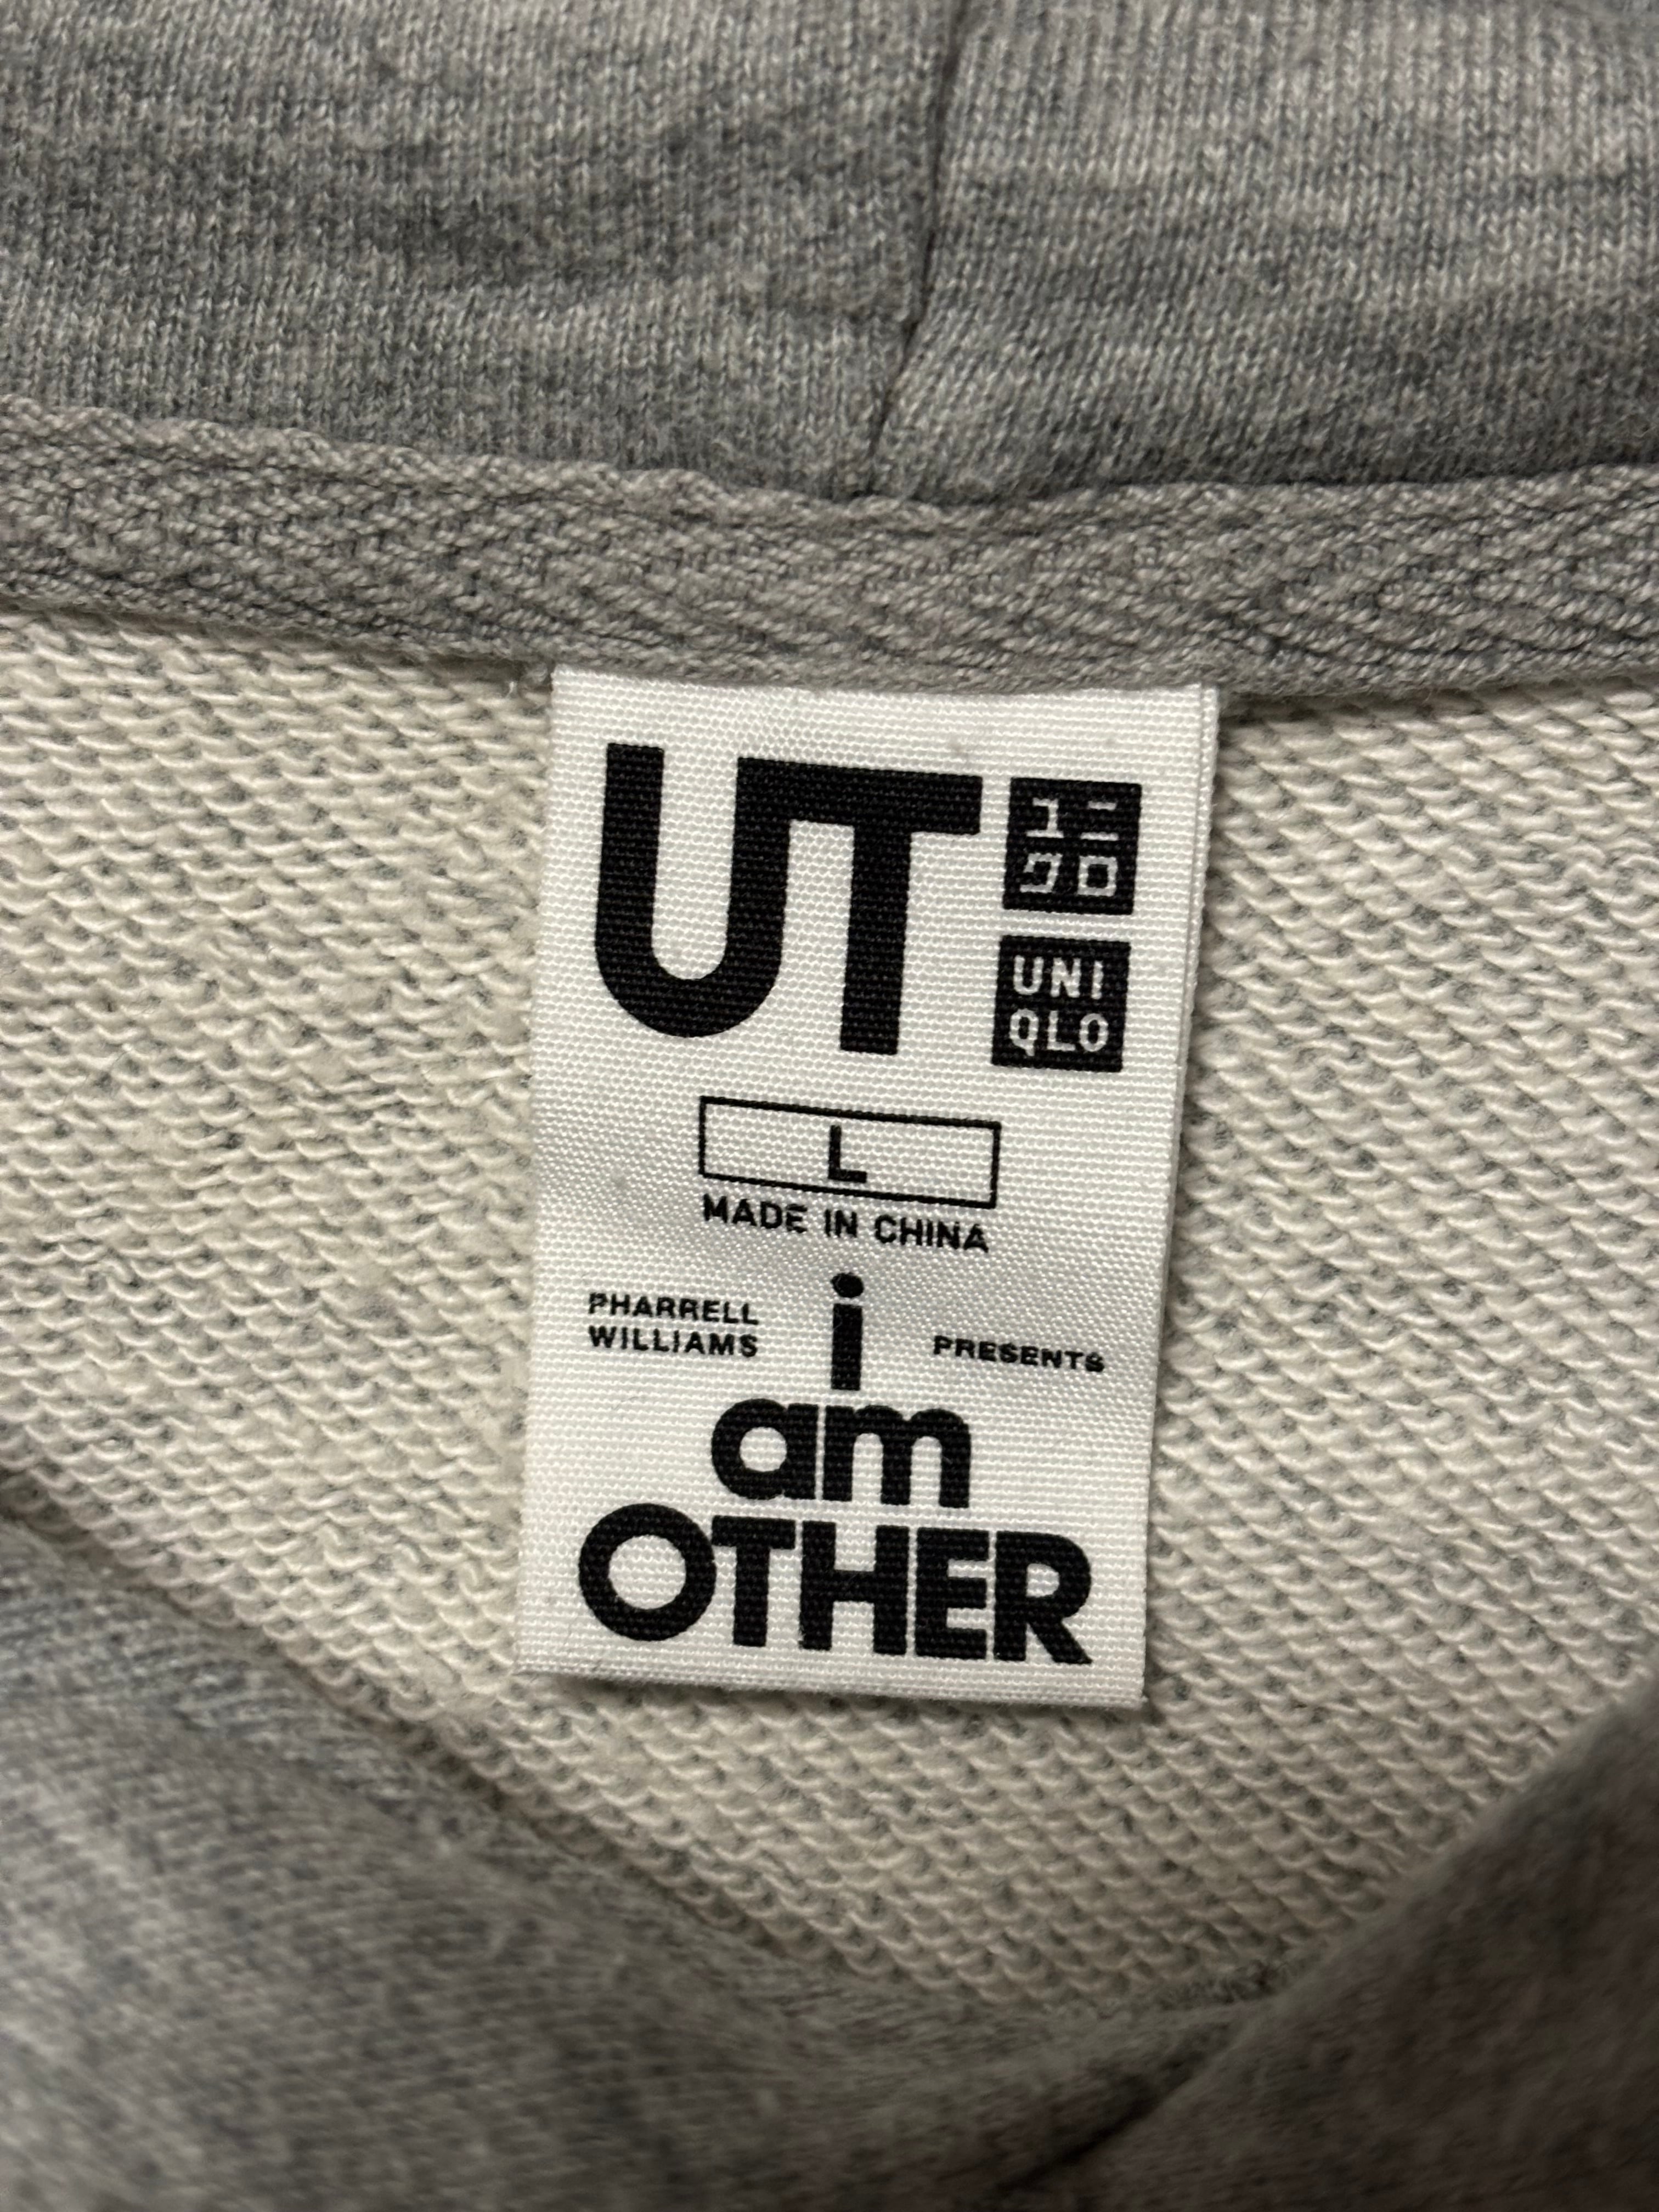 UT
ユニ
クロ
UNI
QLO
L
MADE IN CHINA
PHARRELL
WILLIAMS
PRESENTS
i
am
OTHER